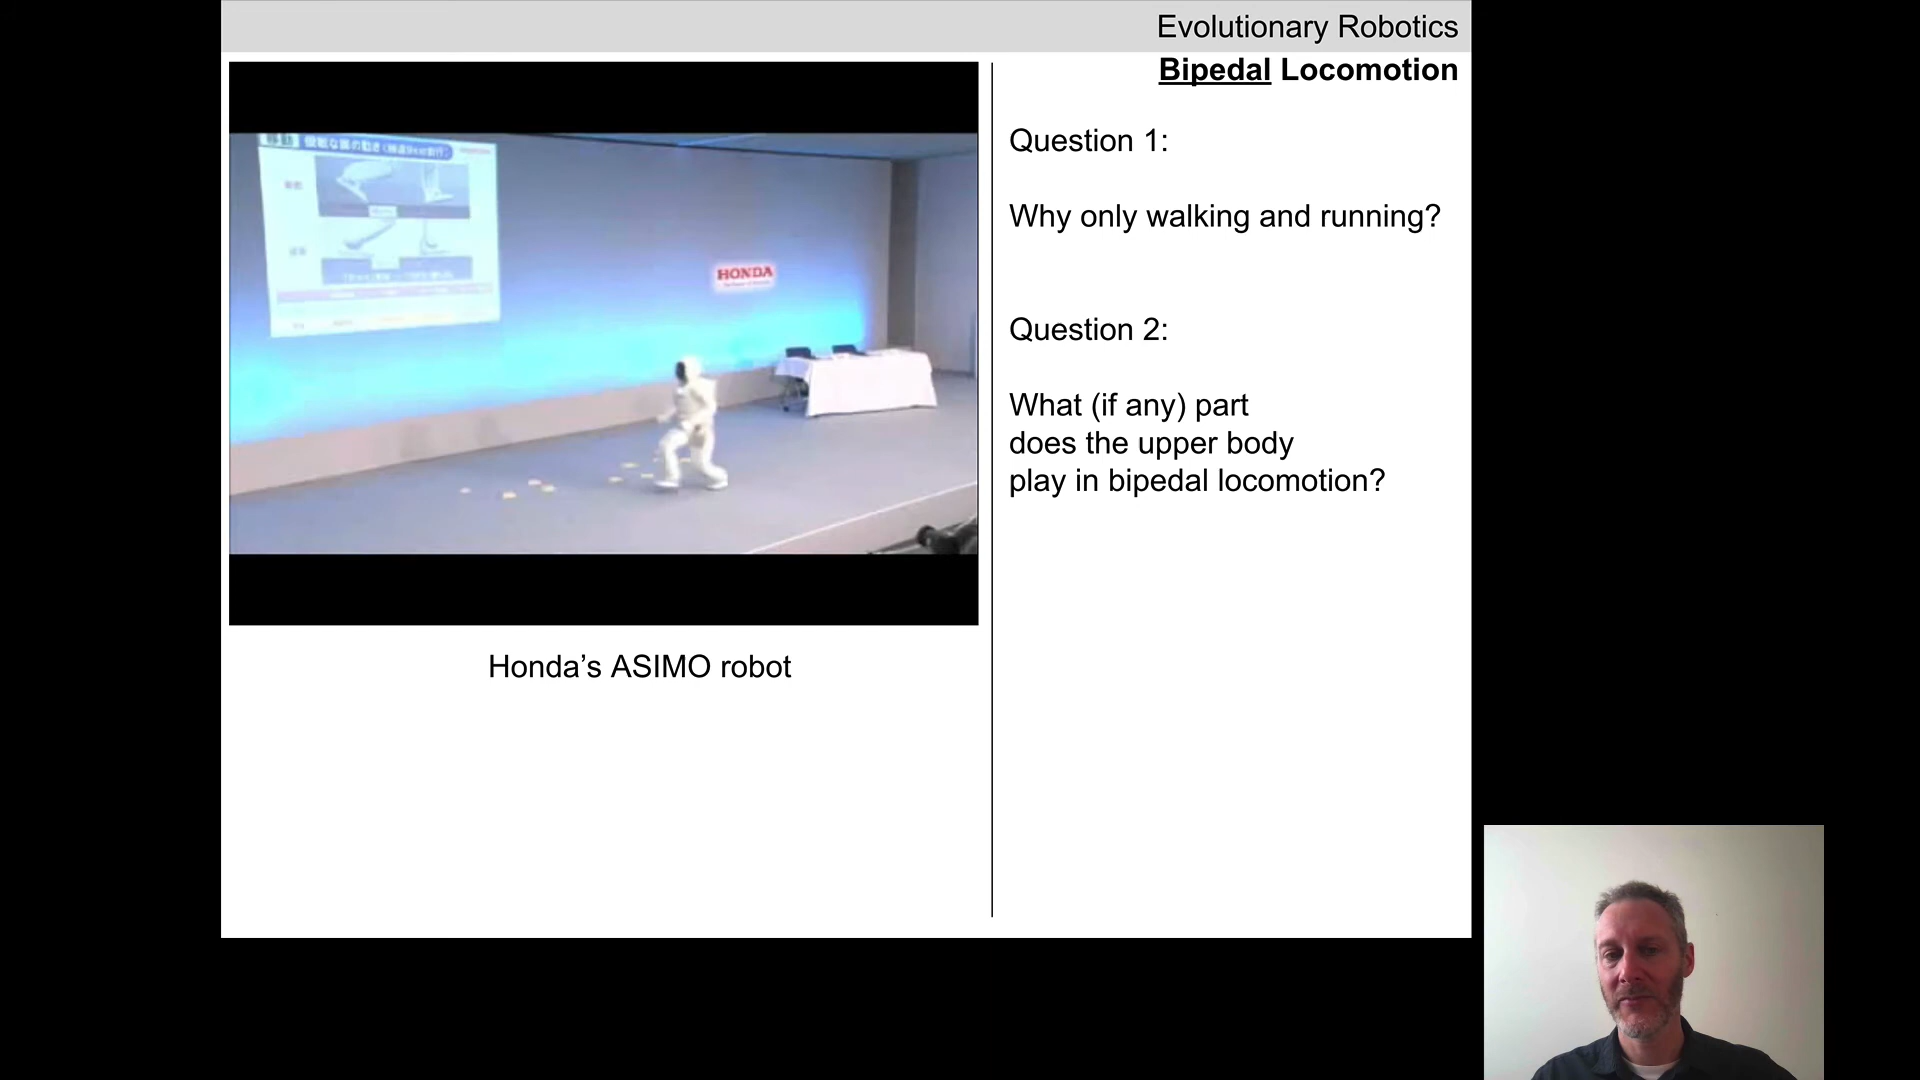 Evolutionary Robotics
Bipedal Locomotion
HONDA
Question 1:
Why only walking and running?
Question 2:
What (if any) part
does the upper body
play in bipedal locomotion?
Honda’s ASIMO robot